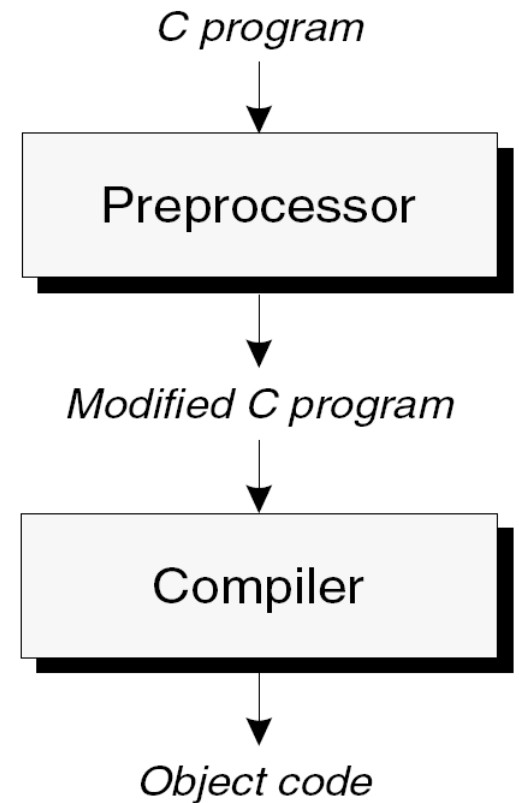 C program
Preprocessor
Modified C program
Compiler
Object code